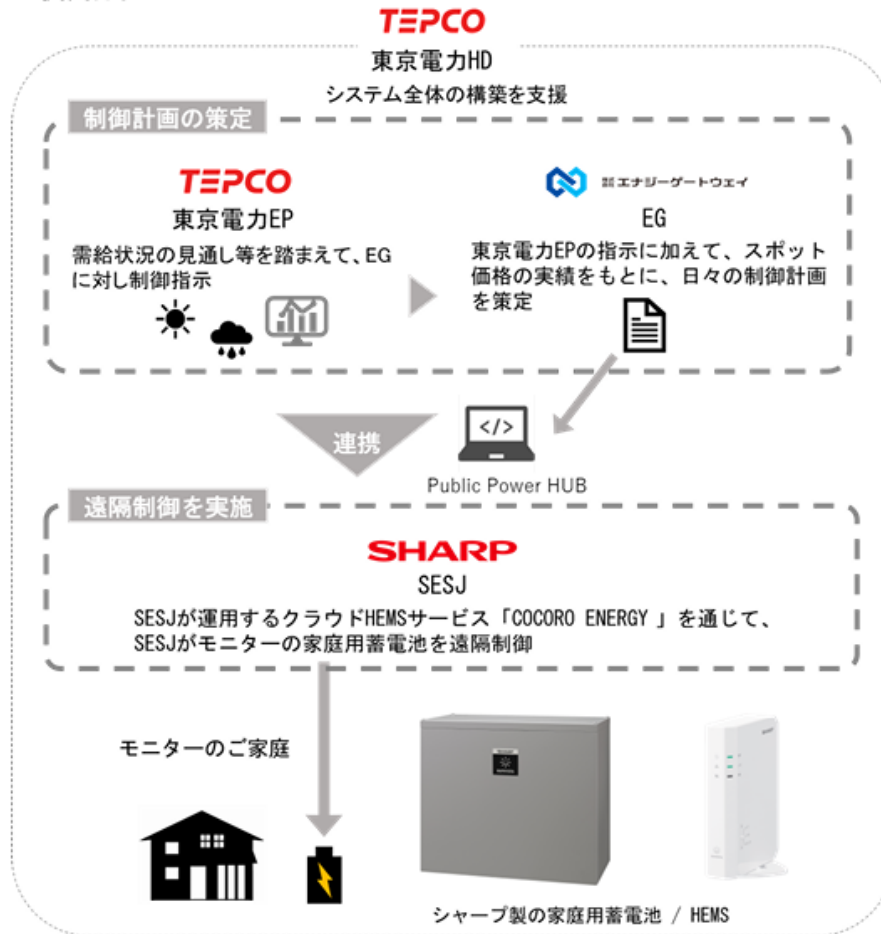 TEPCO
東京電力HD
システム全体の構築を支援
制御計画の策定
TEPCO
東京電力EP
需給状況の見通し等を踏まえて、EG
に対し制御指示
株式会社エナジーゲートウェイ
EG
東京電力EPの指示に加えて、スポット
価格の実績をもとに、日々の制御計画
を策定
連携
</>
Public Power HUB
遠隔制御を実施
SHARP
SESJ
SESJが運用するクラウドHEMSサービス「COCORO ENERGY 」を通じて、
SESJがモニターの家庭用蓄電池を遠隔制御
モニターのご家庭
SHARP
シャープ製の家庭用蓄電池 / HEMS